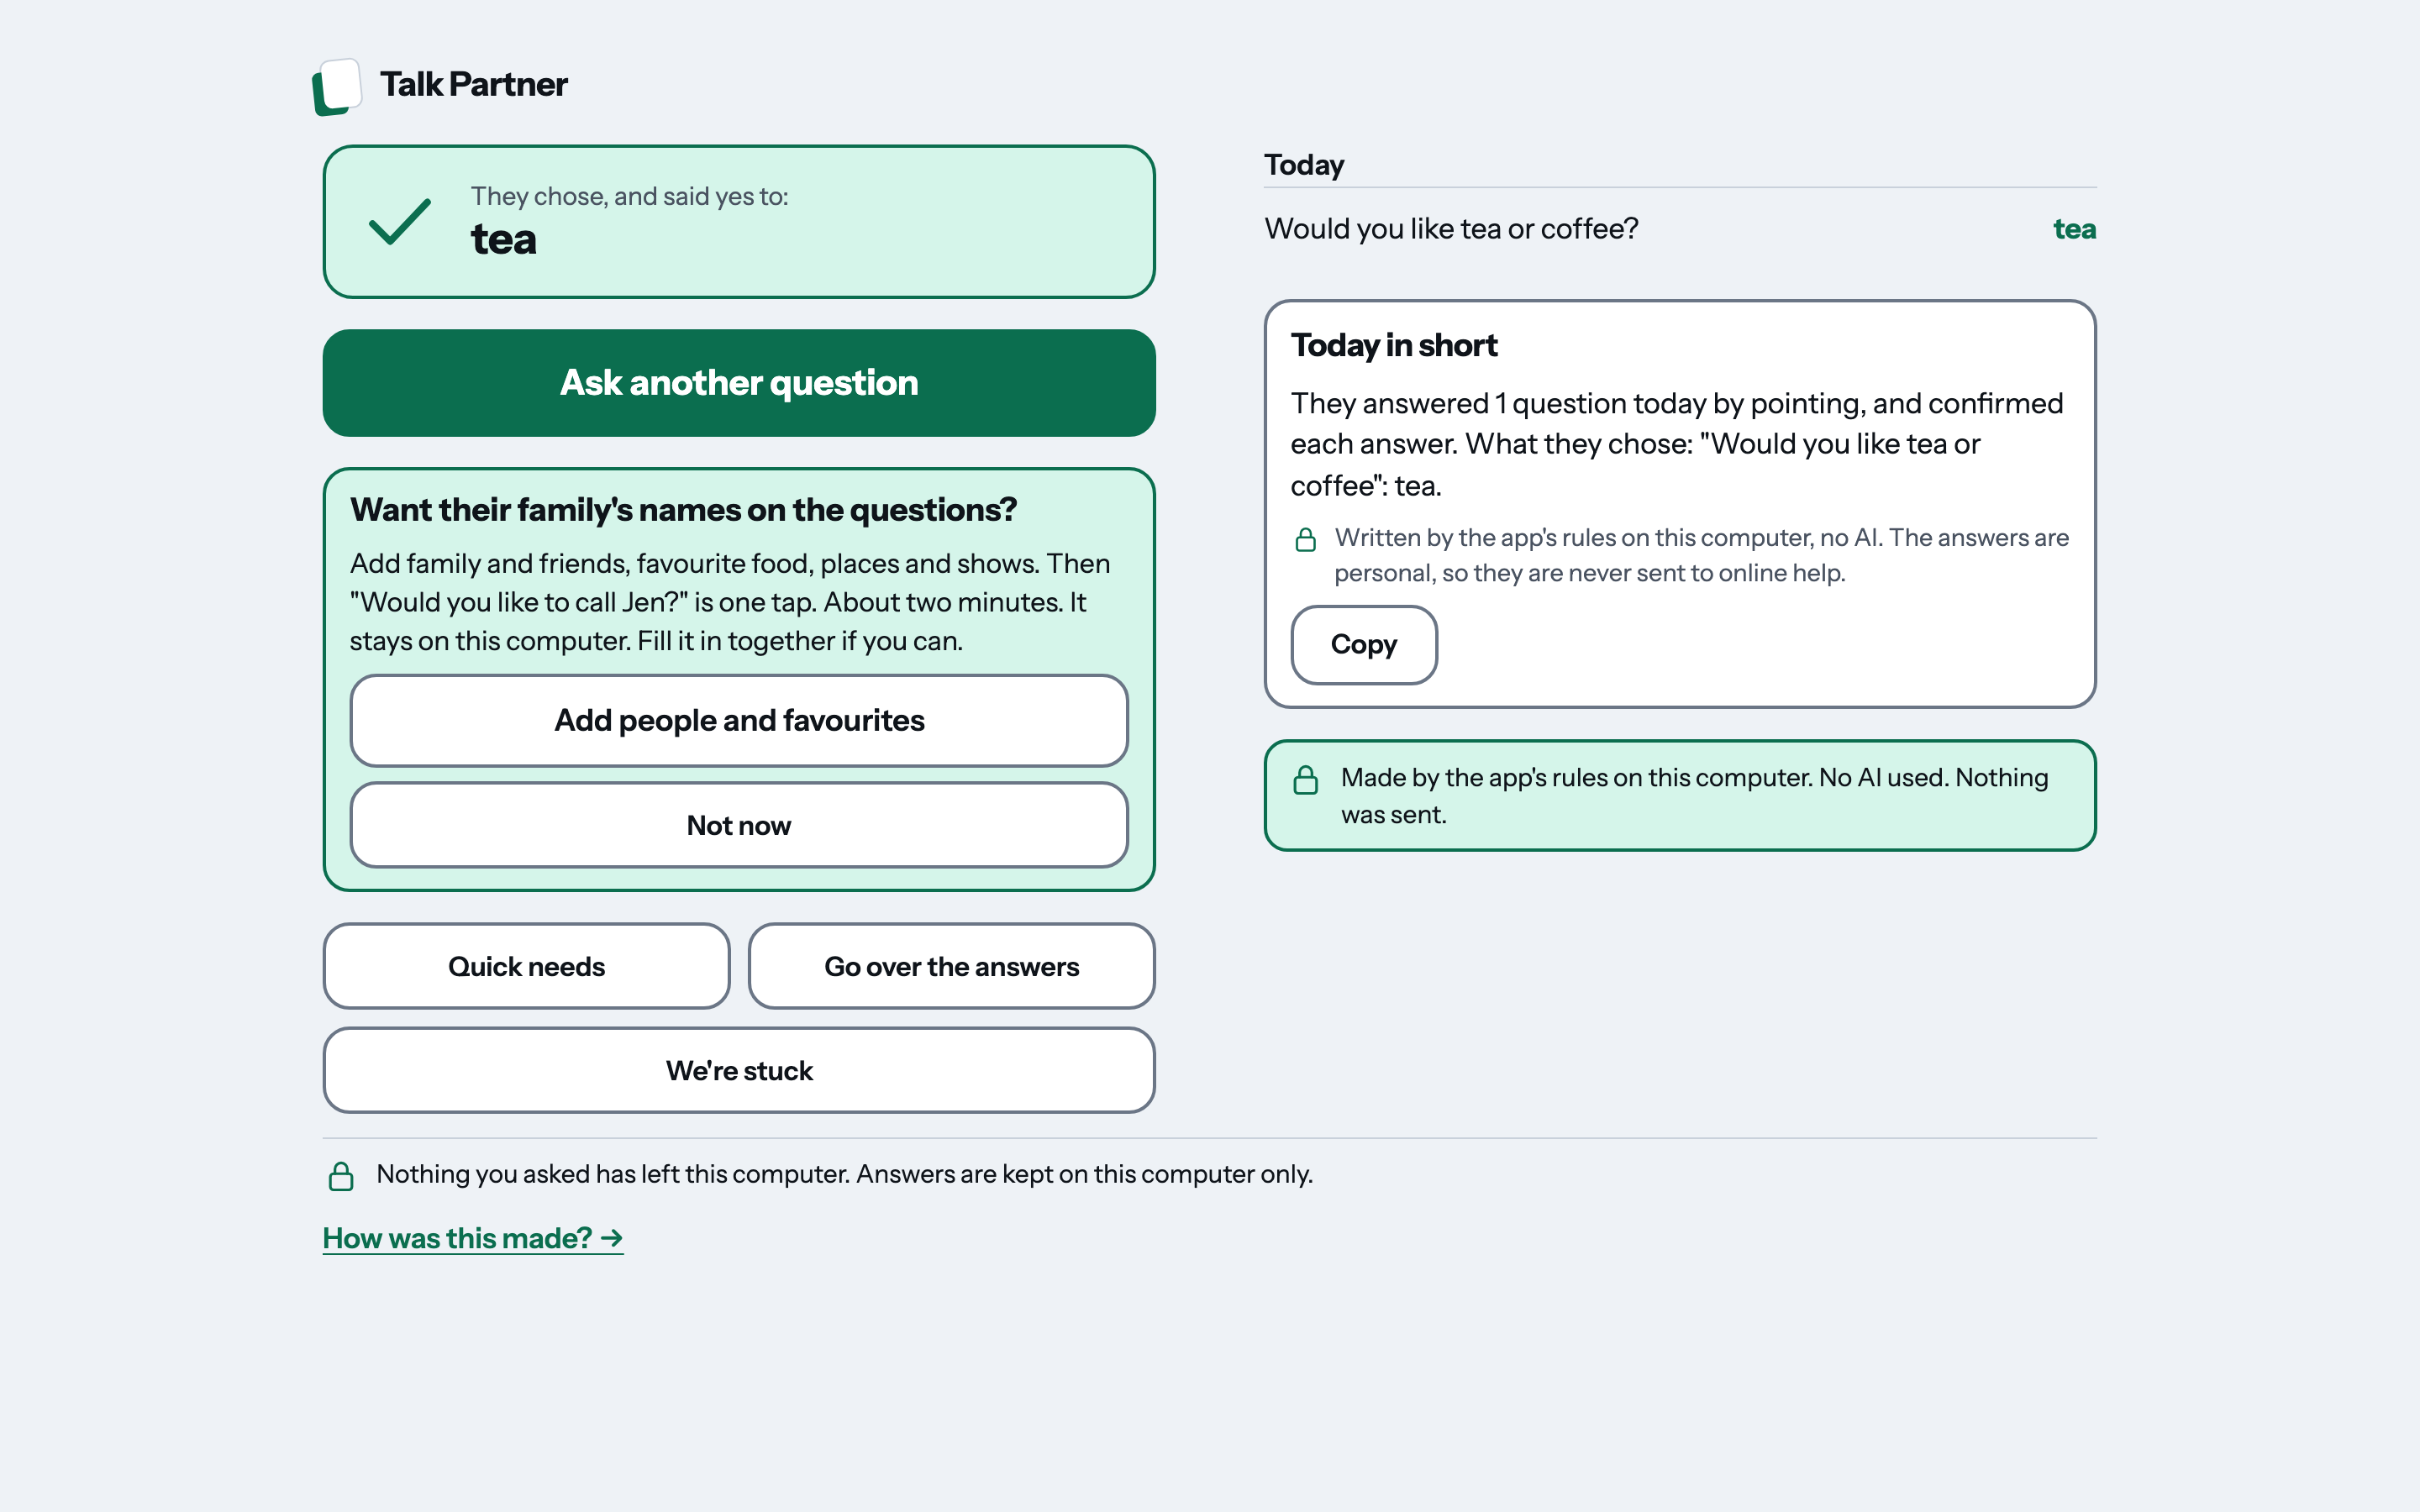 Talk Partner
They chose, and said yes to:
tea
Ask another question
Want their family's names on the questions?
Add family and friends, favourite food, places and shows. Then
"Would you like to call Jen?" is one tap. About two minutes. It
stays on this computer. Fill it in together if you can.
Add people and favourites
Not now
Quick needs
Go over the answers
We're stuck
Today
Would you like tea or coffee?
tea
Today in short
They answered 1 question today by pointing, and confirmed
each answer. What they chose: "Would you like tea or
coffee": tea.
Written by the app's rules on this computer, no AI. The answers are
personal, so they are never sent to online help.
Copy
Made by the app's rules on this computer. No AI used. Nothing
was sent.
Nothing you asked has left this computer. Answers are kept on this computer only.
How was this made? →